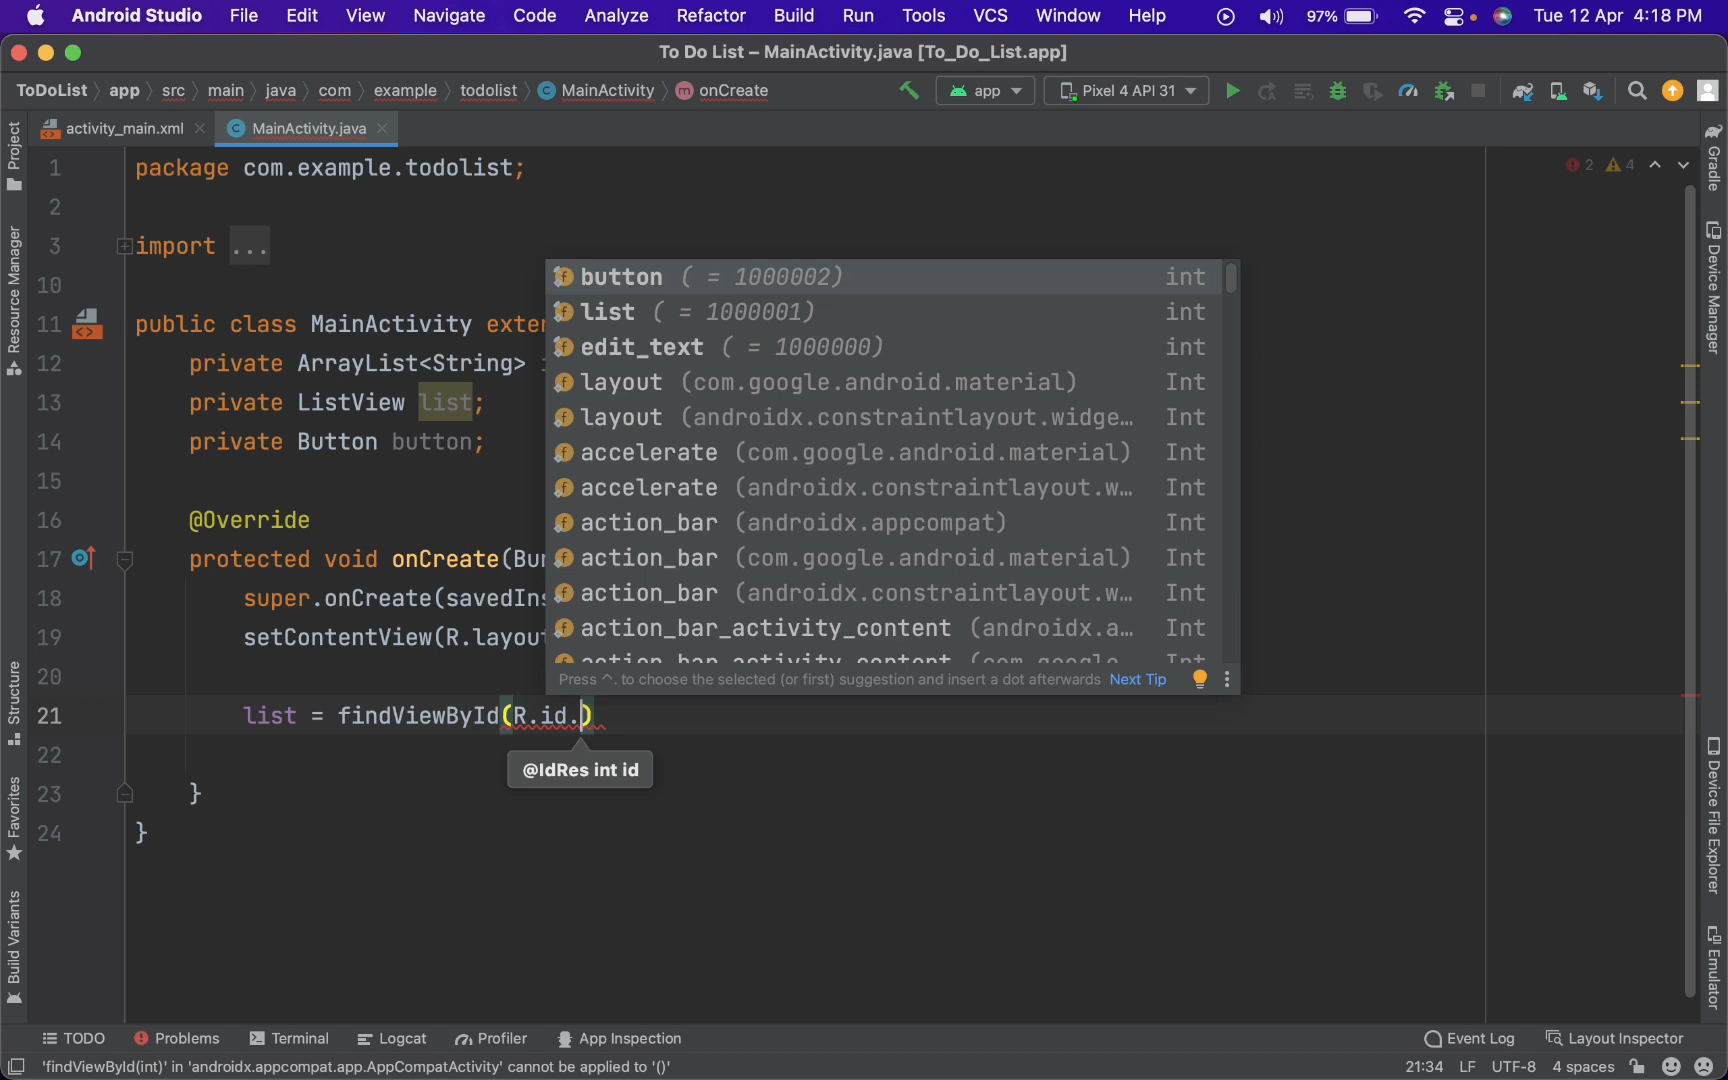 Android Studio File Edit View Navigate Code Analyze Refactor Build Run Tools VCS Window Help 97% Tue 12 Apr 4:18 PM
To Do List – MainActivity.java [To_Do_List.app]
ToDoList app src main java com example todolist MainActivity onCreate app Pixel 4 API 31
activity_main.xml MainActivity.java
Project
Resource Manager
Structure
Favorites
Build Variants
1 package com.example.todolist; 2 4
2
3 import ...
10
11 public class MainActivity exten
12 private ArrayList<String>
13 private ListView list;
14 private Button button;
15
16 @Override
17 protected void onCreate(Bun
18 super.onCreate(savedIns
19 setContentView(R.layout
20
21 list = findViewById(R.id.)
22
23 }
24 }
button ( = 1000002) int
list ( = 1000001) int
edit_text ( = 1000000) int
layout (com.google.android.material) Int
layout (androidx.constraintlayout.widge… Int
accelerate (com.google.android.material) Int
accelerate (androidx.constraintlayout.w… Int
action_bar (androidx.appcompat) Int
action_bar (com.google.android.material) Int
action_bar (androidx.constraintlayout.w… Int
action_bar_activity_content (androidx.a… Int
action_bar_activity_content (com.google… Int
Press ^. to choose the selected (or first) suggestion and insert a dot afterwards Next Tip
@IdRes int id
Gradle
Device Manager
Device File Explorer
Emulator
TODO Problems Terminal Logcat Profiler App Inspection Event Log Layout Inspector
'findViewById(int)' in 'androidx.appcompat.app.AppCompatActivity' cannot be applied to '()' 21:34 LF UTF-8 4 spaces